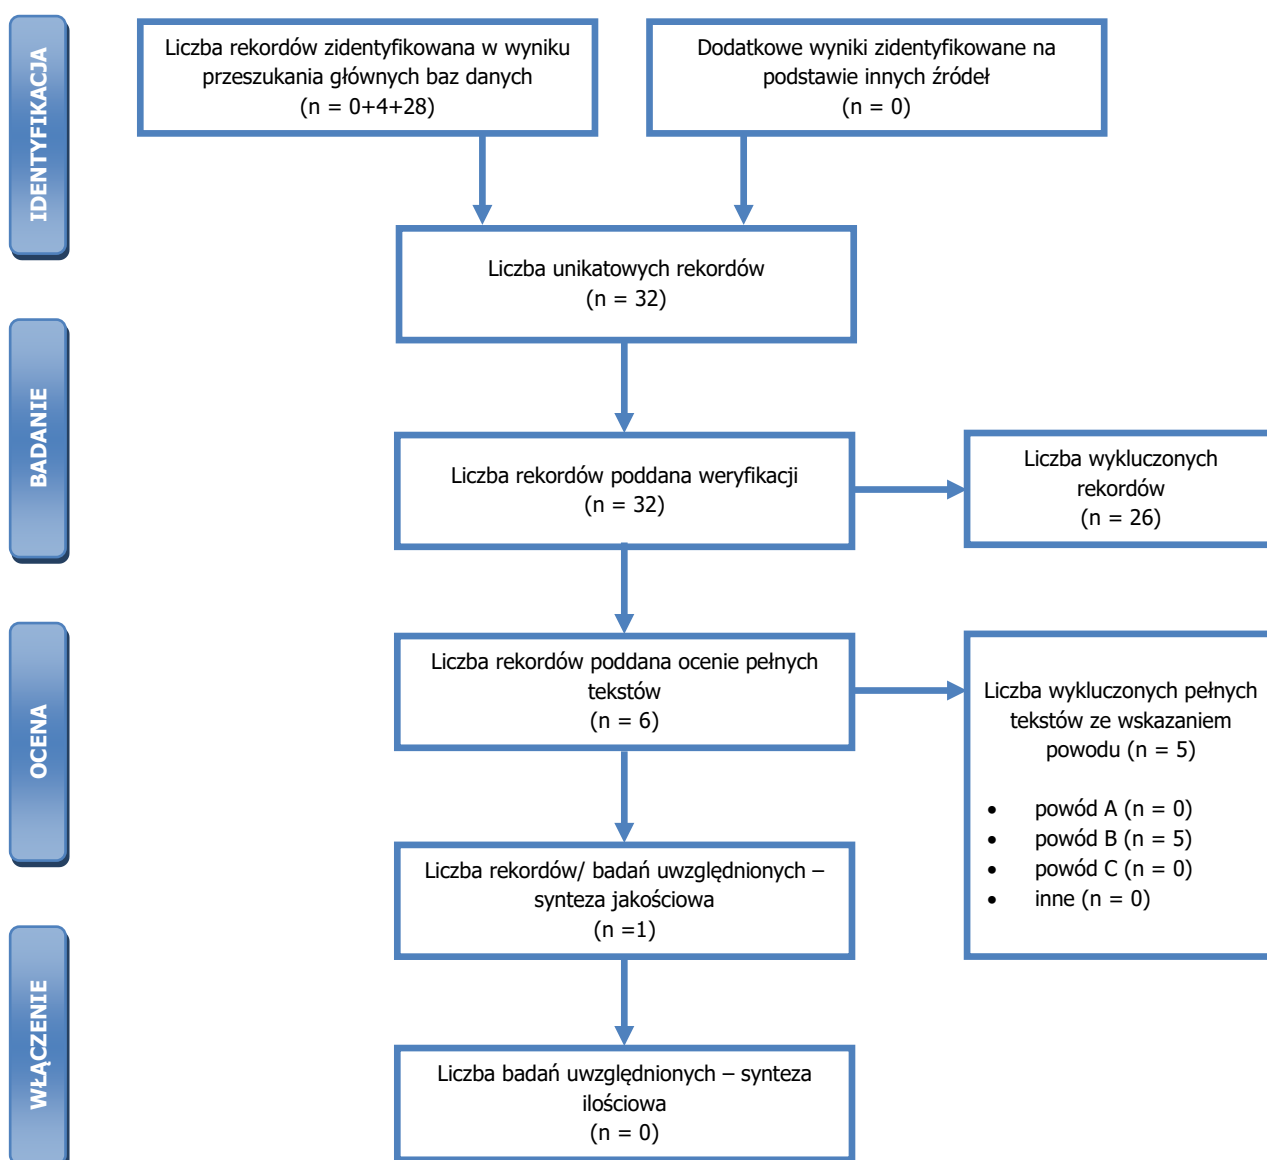 IDENTYFIKACJA
Liczba rekordów zidentyfikowana w wyniku
przeszukania głównych baz danych
(n = 0+4+28)
Dodatkowe wyniki zidentyfikowane na
podstawie innych źródeł
(n = 0)
Liczba unikatowych rekordów
(n = 32)
BADANIE
Liczba rekordów poddana weryfikacji
(n = 32)
Liczba wykluczonych
rekordów
(n = 26)
OCENA
Liczba rekordów poddana ocenie pełnych
tekstów
(n = 6)
Liczba wykluczonych pełnych
tekstów ze wskazaniem
powodu (n = 5)
• powód A (n = 0)
• powód B (n = 5)
• powód C (n = 0)
• inne (n = 0)
Liczba rekordów/ badań uwzględnionych –
synteza jakościowa
(n =1)
WŁĄCZENIE
Liczba badań uwzględnionych – synteza
ilościowa
(n = 0)